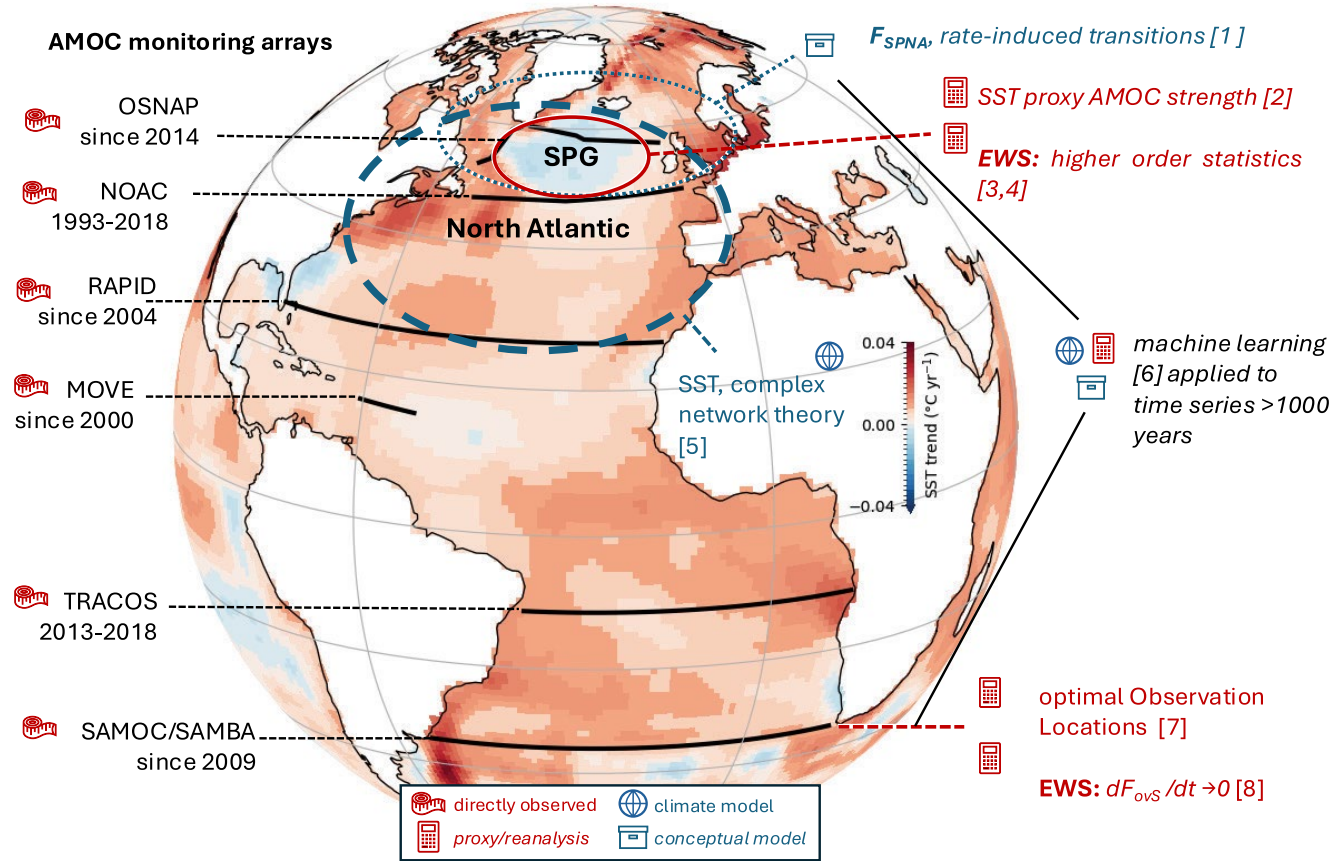 AMOC monitoring arrays
OSNAP
since 2014
NOAC
1993-2018
RAPID
since 2004
MOVE
since 2000
TRACOS
2013-2018
SAMOC/SAMBA
since 2009
SPG
North Atlantic
F_SPNA, rate-induced transitions [1]
SST proxy AMOC strength [2]
EWS: higher order statistics
[3,4]
SST, complex
network theory
[5]
0.04
0.00
−0.04
SST trend (°C yr⁻¹)
machine learning
[6] applied to
time series >1000
years
optimal Observation
Locations [7]
EWS: dF_ovS /dt →0 [8]
directly observed
climate model
proxy/reanalysis
conceptual model